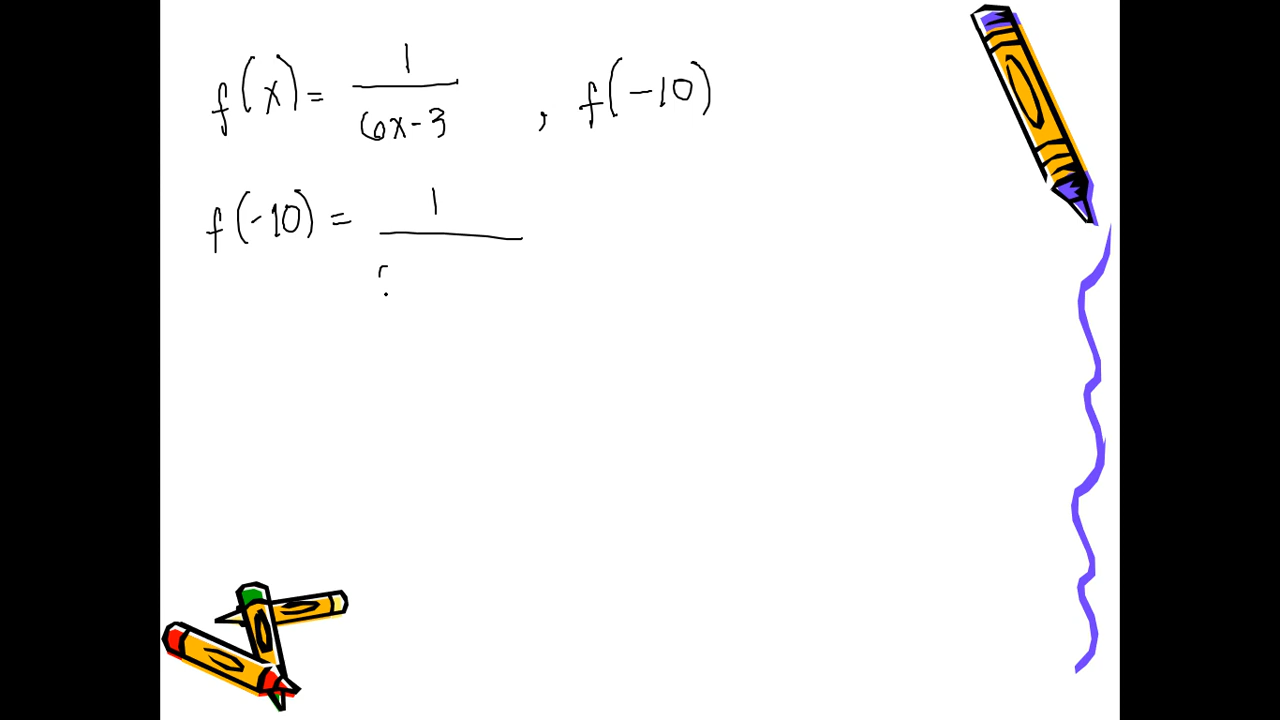 f(x) = 1/(6x-3) , f(-10)
f(-10) = 1/